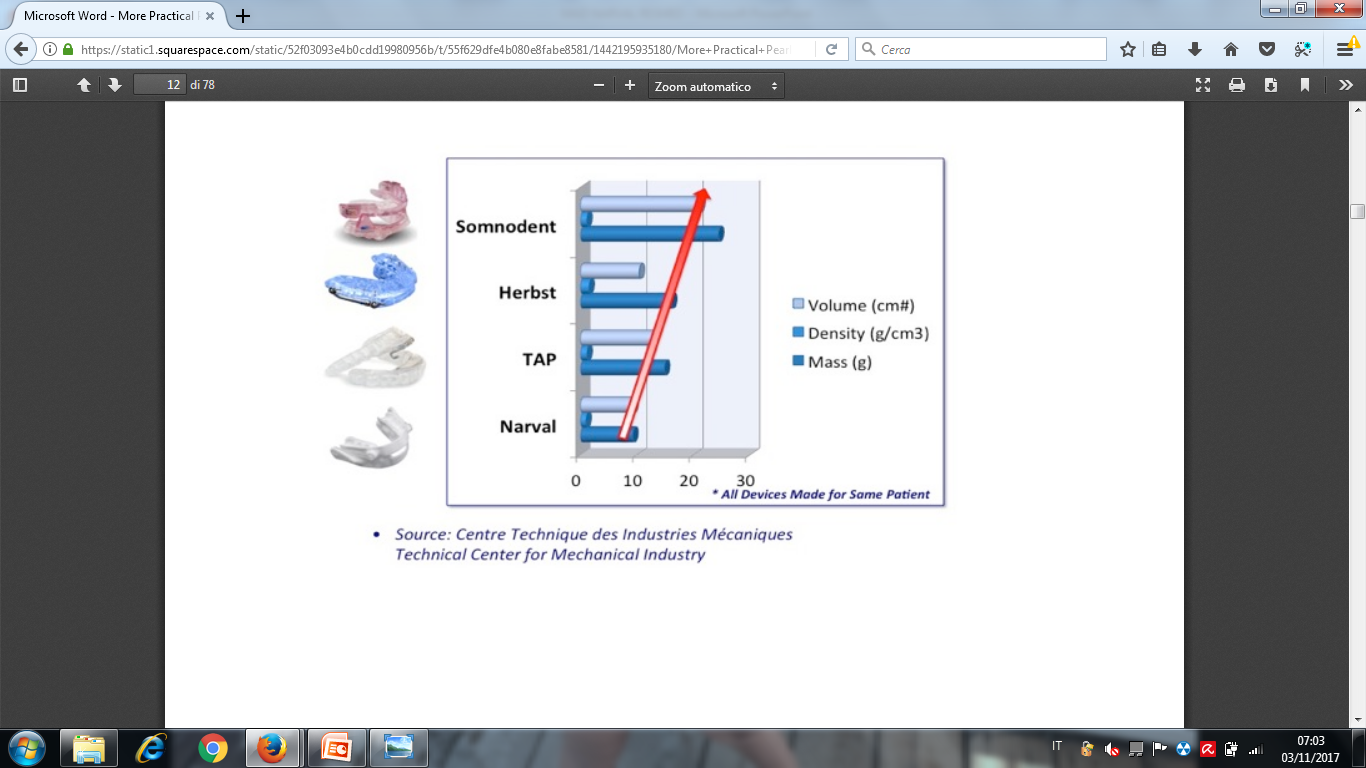 Microsoft Word - More Practical
https://static1.squarespace.com/static/52f03093e4b0cdd19980956b/t/55f629dfe4b080e8fabe8581/1442195935180/More+Practical+Pear
Cerca
12 di 78
Zoom automatico
Somnodent
Herbst
TAP
Narval
0 10 20 30
Volume (cm#)
Density (g/cm3)
Mass (g)
* All Devices Made for Same Patient
• Source: Centre Technique des Industries Mécaniques
Technical Center for Mechanical Industry
IT
07:03
03/11/2017